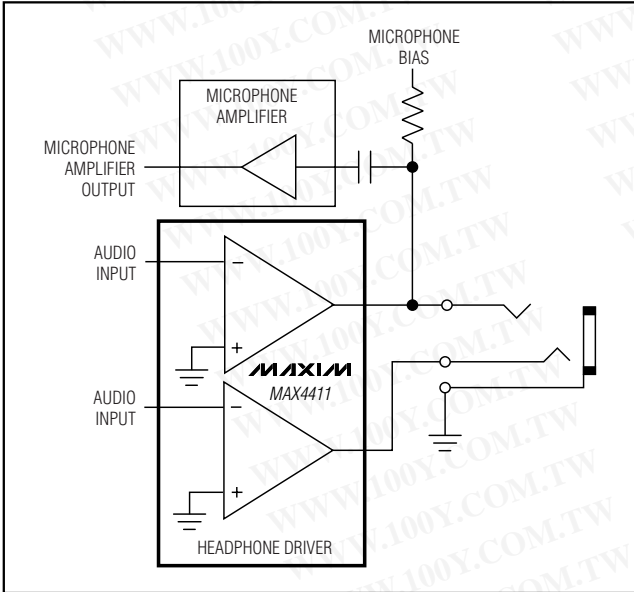 MICROPHONE
BIAS
MICROPHONE
AMPLIFIER
MICROPHONE
AMPLIFIER
OUTPUT
AUDIO
INPUT
−
+
MAXIM
MAX4411
AUDIO
INPUT
−
+
HEADPHONE DRIVER
WWW.100Y.COM.TW